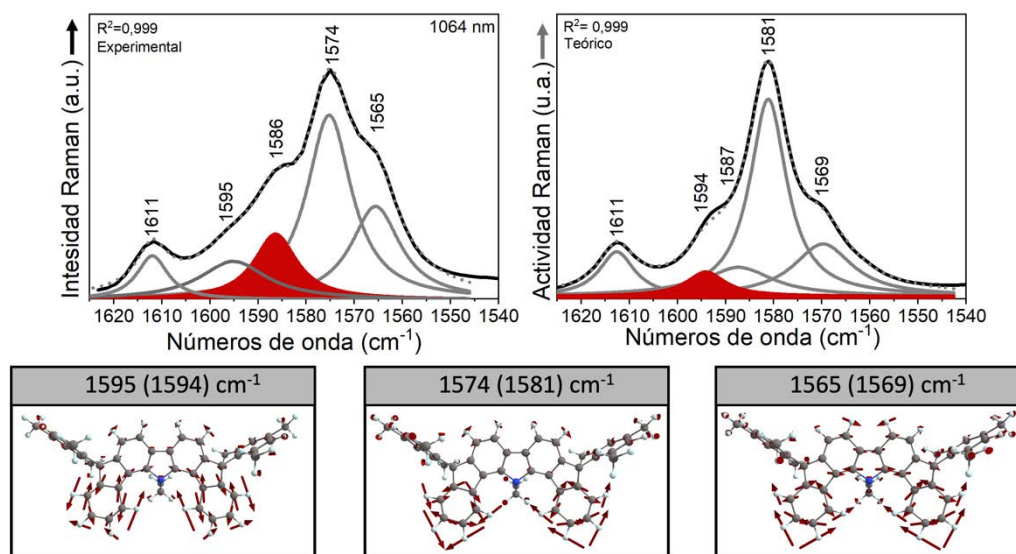 R²=0,999
Experimental
1064 nm
1611
1595
1586
1574
1565
Intesidad Raman (a.u.)
1620 1610 1600 1590 1580 1570 1560 1550 1540
Números de onda (cm⁻¹)
R²= 0,999
Teórico
1611
1594
1587
1581
1569
Actividad Raman (u.a.)
1620 1610 1600 1590 1580 1570 1560 1550 1540
Números de onda (cm⁻¹)
1595 (1594) cm⁻¹
1574 (1581) cm⁻¹
1565 (1569) cm⁻¹